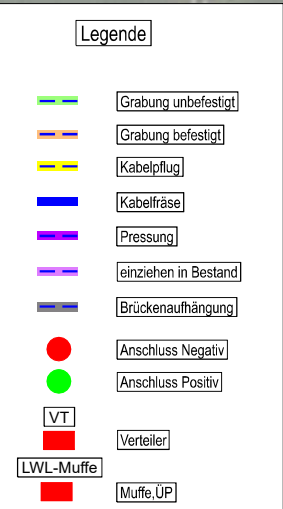 Legende
Grabung unbefestigt
Grabung befestigt
Kabelpflug
Kabelfräse
Pressung
einziehen in Bestand
Brückenaufhängung
Anschluss Negativ
Anschluss Positiv
VT
Verteiler
LWL-Muffe
Muffe,ÜP